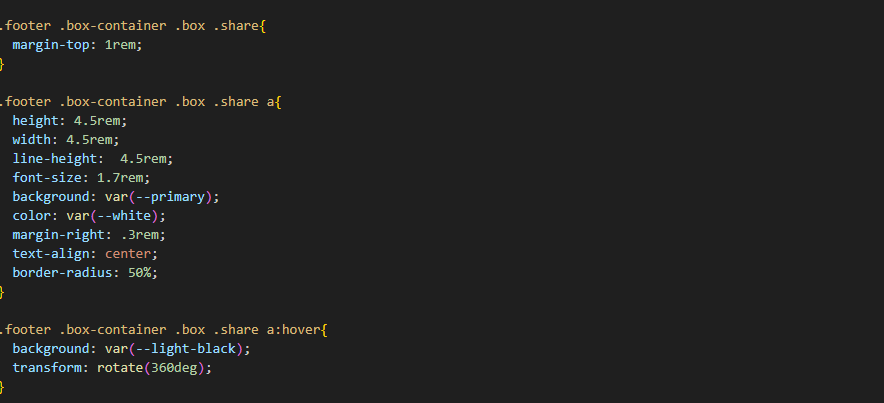 .footer .box-container .box .share{
margin-top: 1rem;
}
.footer .box-container .box .share a{
height: 4.5rem;
width: 4.5rem;
line-height:  4.5rem;
font-size: 1.7rem;
background: var(--primary);
color: var(--white);
margin-right: .3rem;
text-align: center;
border-radius: 50%;
}
.footer .box-container .box .share a:hover{
background: var(--light-black);
transform: rotate(360deg);
}